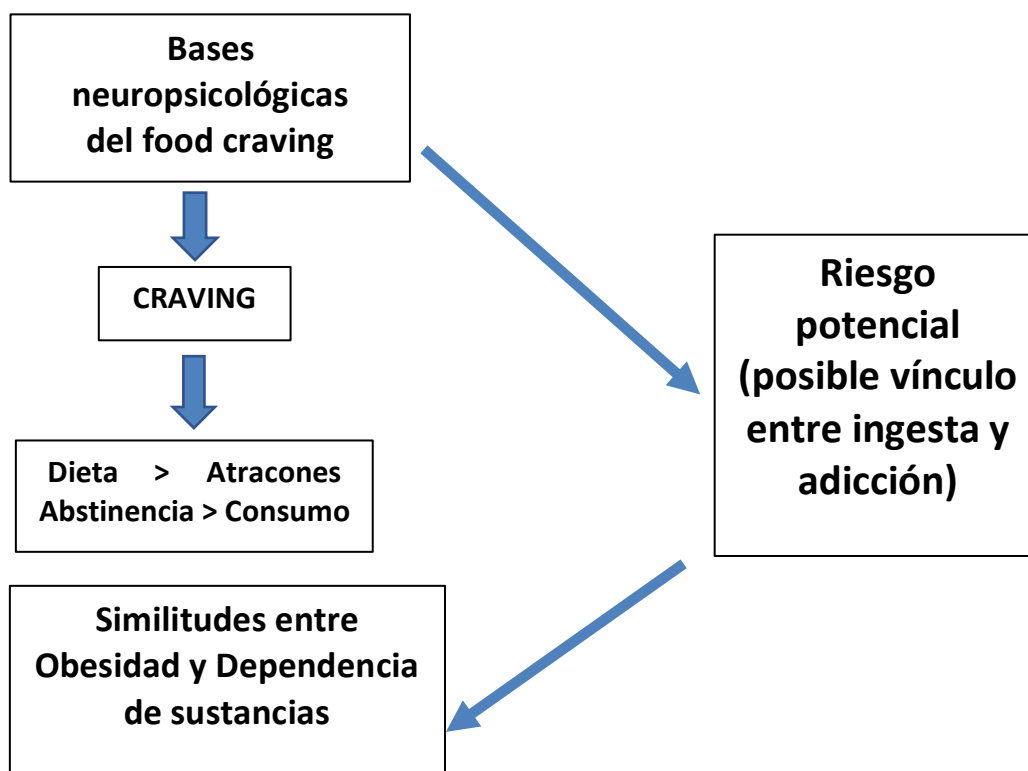 Bases
neuropsicológicas
del food craving
CRAVING
Dieta > Atracones
Abstinencia > Consumo
Riesgo
potencial
(posible vínculo
entre ingesta y
adicción)
Similitudes entre
Obesidad y Dependencia
de sustancias